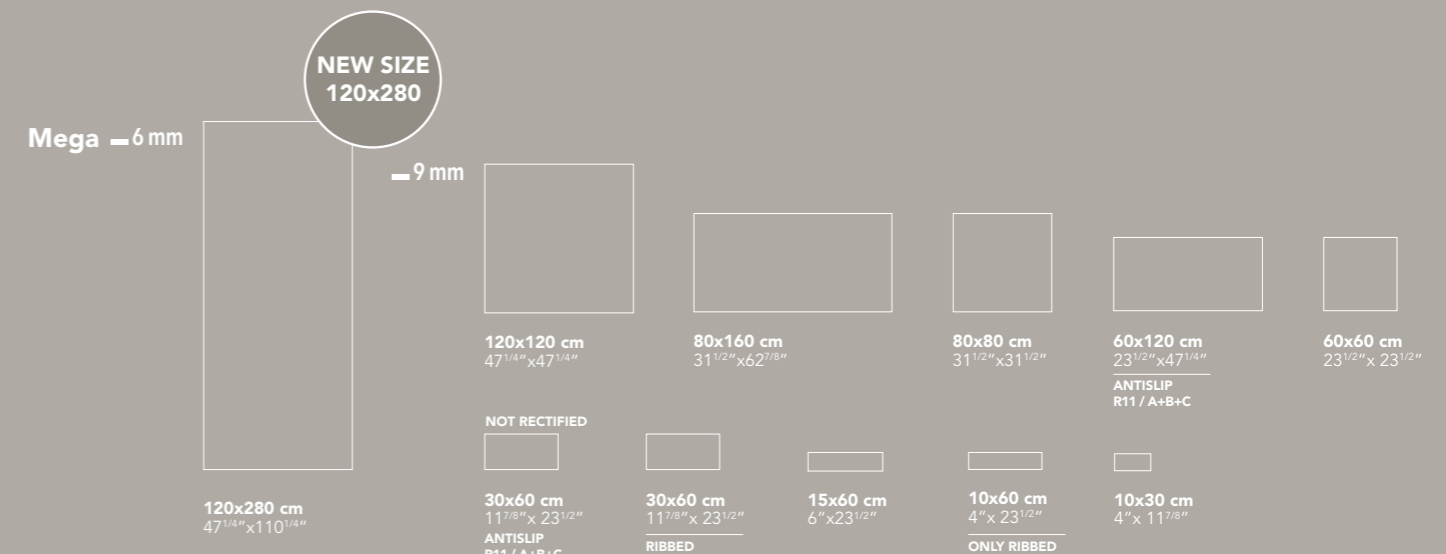 NEW SIZE
120x280
Mega 6 mm
9 mm
120x120 cm
47 1/4”x47 1/4”
80x160 cm
31 1/2”x62 7/8”
80x80 cm
31 1/2”x31 1/2”
60x120 cm
23 1/2”x47 1/4”
ANTISLIP
R11 / A+B+C
60x60 cm
23 1/2”x 23 1/2”
120x280 cm
47 1/4”x110 1/4”
NOT RECTIFIED
30x60 cm
11 7/8”x 23 1/2”
ANTISLIP
R11 / A+B+C
30x60 cm
11 7/8”x 23 1/2”
RIBBED
15x60 cm
6”x23 1/2”
10x60 cm
4”x 23 1/2”
ONLY RIBBED
10x30 cm
4”x 11 7/8”